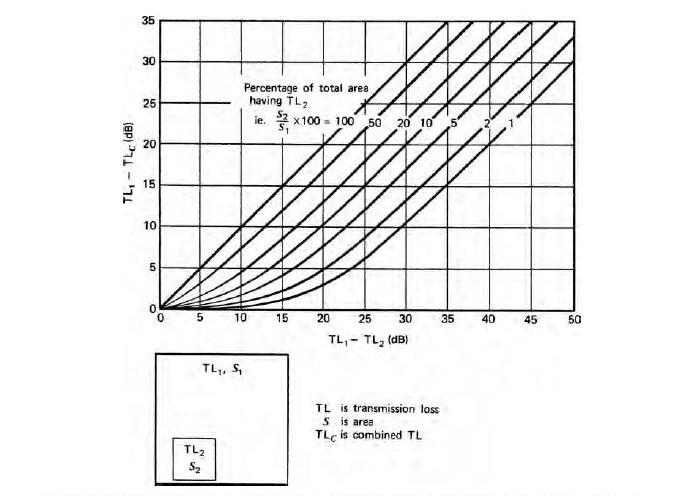 35
30
25
20
15
10
5
0
TL₁ − TL_C (dB)
Percentage of total area
having TL₂
ie. S₂/S₁ ×100 = 100 50 20 10 5 2 1
0 5 10 15 20 25 30 35 40 45 50
TL₁ − TL₂ (dB)
TL₁, S₁
TL₂
S₂
TL is transmission loss
S is area
TL_C is combined TL